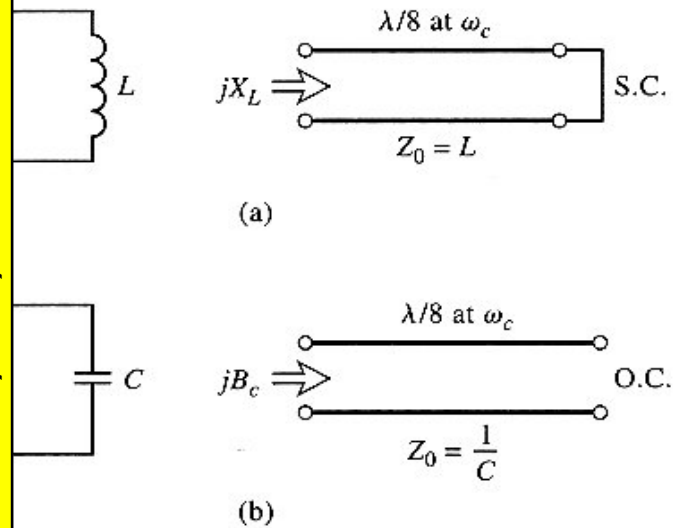 λ/8 at ω_c
L
jX_L
S.C.
Z_0 = L
(a)
λ/8 at ω_c
C
jB_c
O.C.
Z_0 = 1/C
(b)